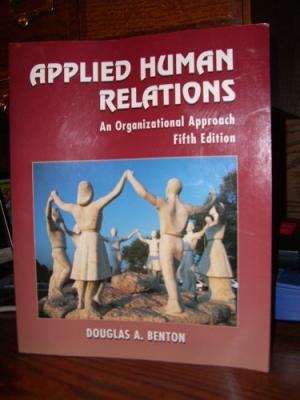 APPLIED HUMAN
RELATIONS
An Organizational Approach
Fifth Edition
DOUGLAS A. BENTON